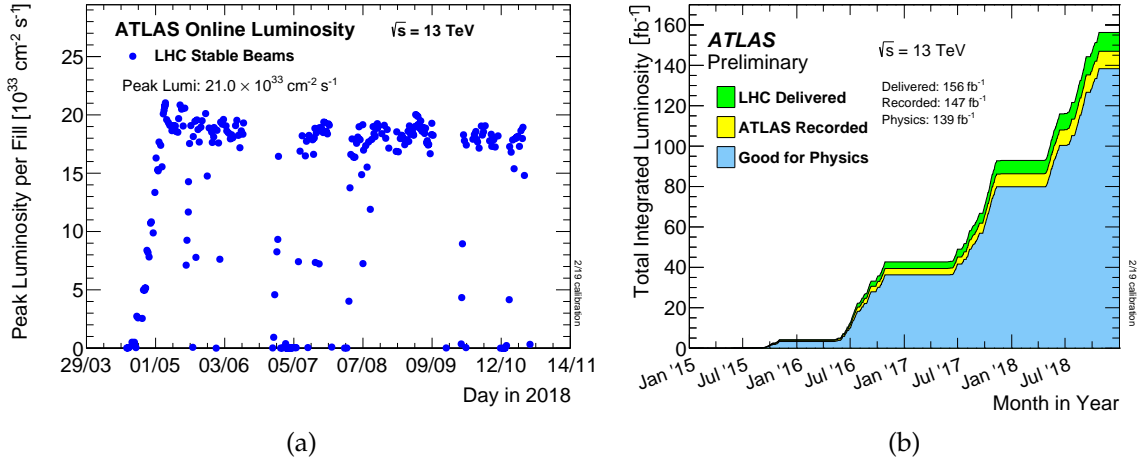 ATLAS Online Luminosity √s = 13 TeV
LHC Stable Beams
Peak Lumi: 21.0 × 10³³ cm⁻² s⁻¹
Peak Luminosity per Fill [10³³ cm⁻² s⁻¹]
25
20
15
10
5
0
29/03 01/05 03/06 05/07 07/08 09/09 12/10 14/11
Day in 2018
2/19 calibration
(a)
ATLAS
Preliminary
√s = 13 TeV
Delivered: 156 fb⁻¹
Recorded: 147 fb⁻¹
Physics: 139 fb⁻¹
LHC Delivered
ATLAS Recorded
Good for Physics
Total Integrated Luminosity [fb⁻¹]
160
140
120
100
80
60
40
20
0
Jan '15 Jul '15 Jan '16 Jul '16 Jan '17 Jul '17 Jan '18 Jul '18
Month in Year
2/19 calibration
(b)